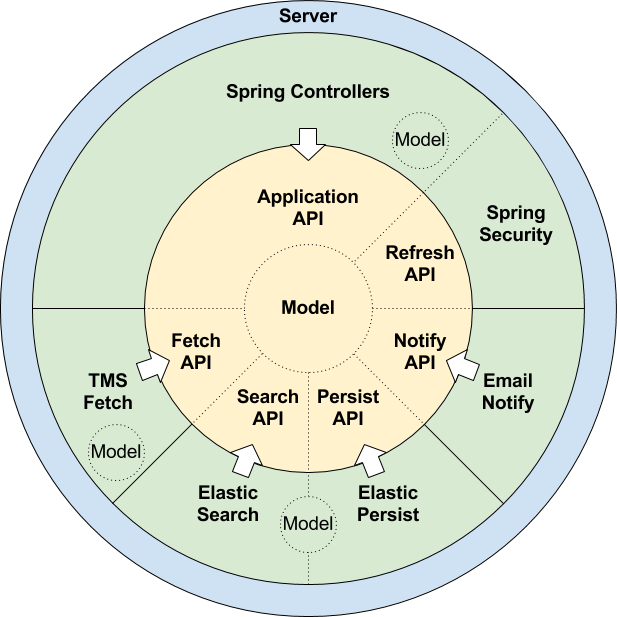 Server
Spring Controllers
Model
Application
API
Spring
Security
Refresh
API
Model
Fetch
API
Notify
API
TMS
Fetch
Search
API
Persist
API
Email
Notify
Model
Elastic
Search
Elastic
Persist
Model